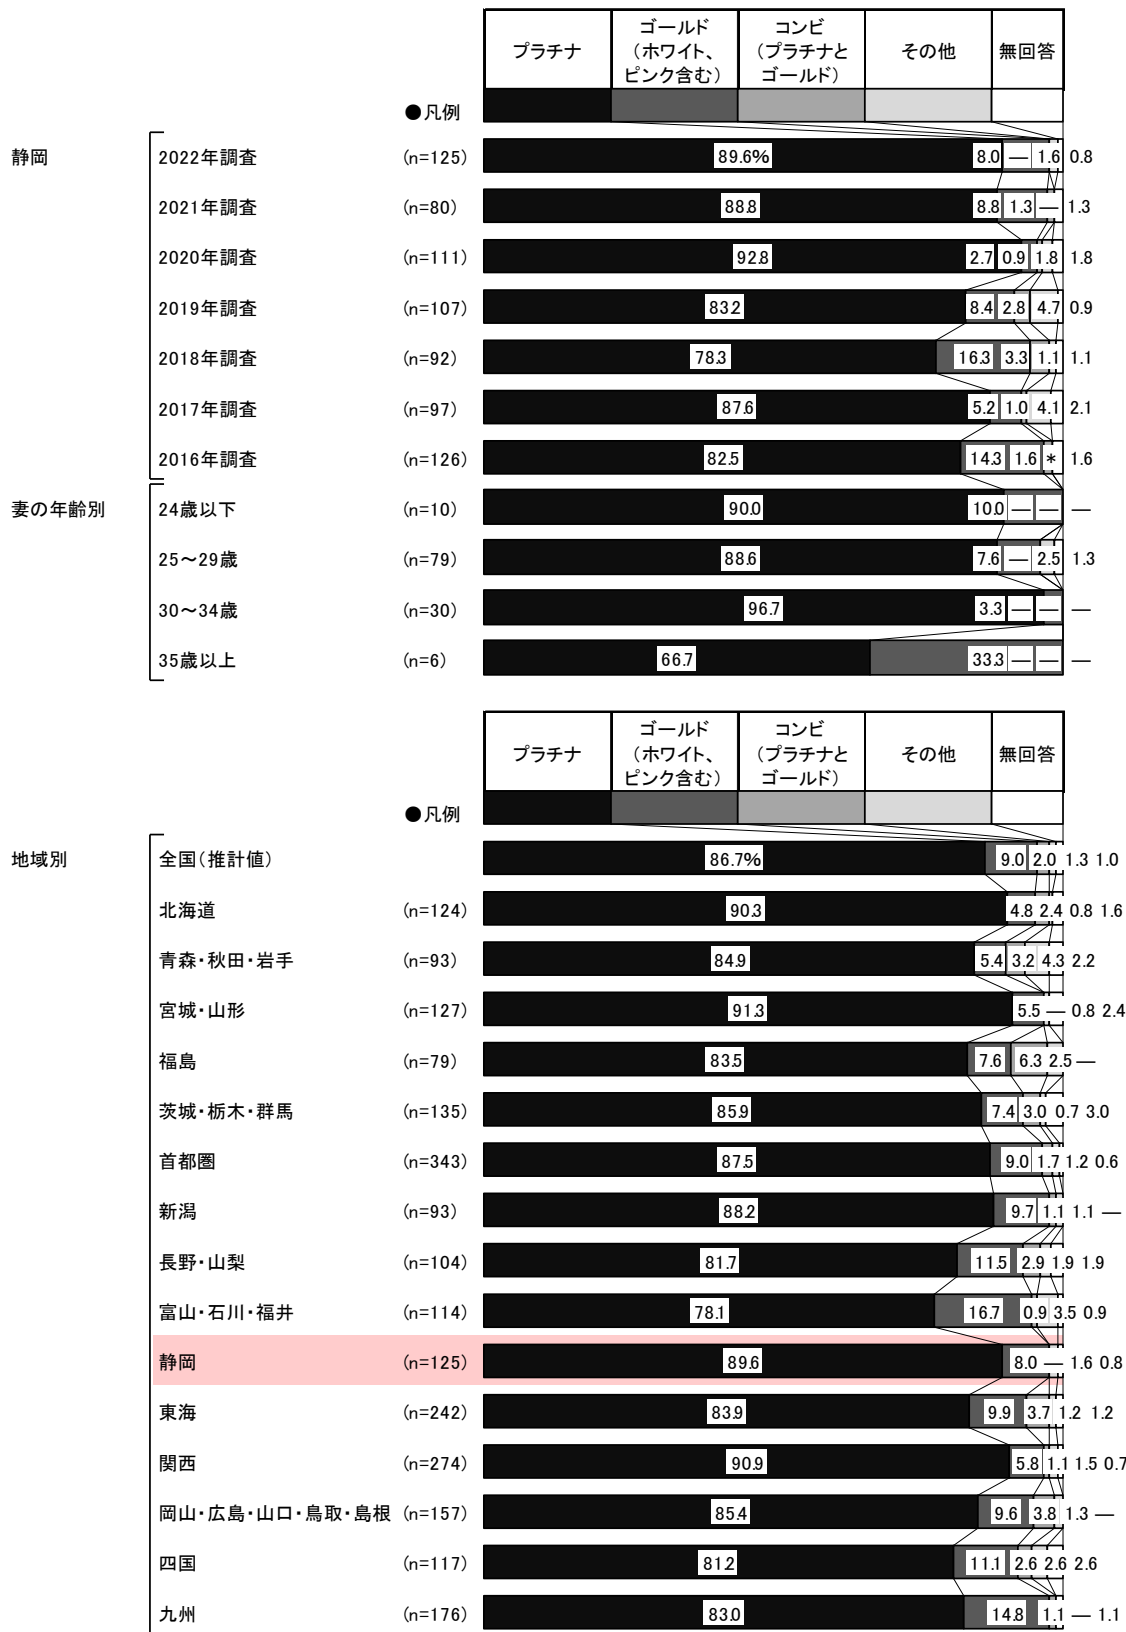 プラチナ ゴールド(ホワイト、ピンク含む) コンビ(プラチナとゴールド) その他 無回答
●凡例
静岡 2022年調査 (n=125) 89.6% 8.0 — 1.6 0.8
2021年調査 (n=80) 88.8 8.8 1.3 — 1.3
2020年調査 (n=111) 92.8 2.7 0.9 1.8 1.8
2019年調査 (n=107) 83.2 8.4 2.8 4.7 0.9
2018年調査 (n=92) 78.3 16.3 3.3 1.1 1.1
2017年調査 (n=97) 87.6 5.2 1.0 4.1 2.1
2016年調査 (n=126) 82.5 14.3 1.6 * 1.6
妻の年齢別 24歳以下 (n=10) 90.0 10.0 — — —
25～29歳 (n=79) 88.6 7.6 — 2.5 1.3
30～34歳 (n=30) 96.7 3.3 — — —
35歳以上 (n=6) 66.7 33.3 — — —
プラチナ ゴールド(ホワイト、ピンク含む) コンビ(プラチナとゴールド) その他 無回答
●凡例
地域別 全国(推計値) 86.7% 9.0 2.0 1.3 1.0
北海道 (n=124) 90.3 4.8 2.4 0.8 1.6
青森・秋田・岩手 (n=93) 84.9 5.4 3.2 4.3 2.2
宮城・山形 (n=127) 91.3 5.5 — 0.8 2.4
福島 (n=79) 83.5 7.6 6.3 2.5 —
茨城・栃木・群馬 (n=135) 85.9 7.4 3.0 0.7 3.0
首都圏 (n=343) 87.5 9.0 1.7 1.2 0.6
新潟 (n=93) 88.2 9.7 1.1 1.1 —
長野・山梨 (n=104) 81.7 11.5 2.9 1.9 1.9
富山・石川・福井 (n=114) 78.1 16.7 0.9 3.5 0.9
静岡 (n=125) 89.6 8.0 — 1.6 0.8
東海 (n=242) 83.9 9.9 3.7 1.2 1.2
関西 (n=274) 90.9 5.8 1.1 1.5 0.7
岡山・広島・山口・鳥取・島根 (n=157) 85.4 9.6 3.8 1.3 —
四国 (n=117) 81.2 11.1 2.6 2.6 2.6
九州 (n=176) 83.0 14.8 1.1 — 1.1